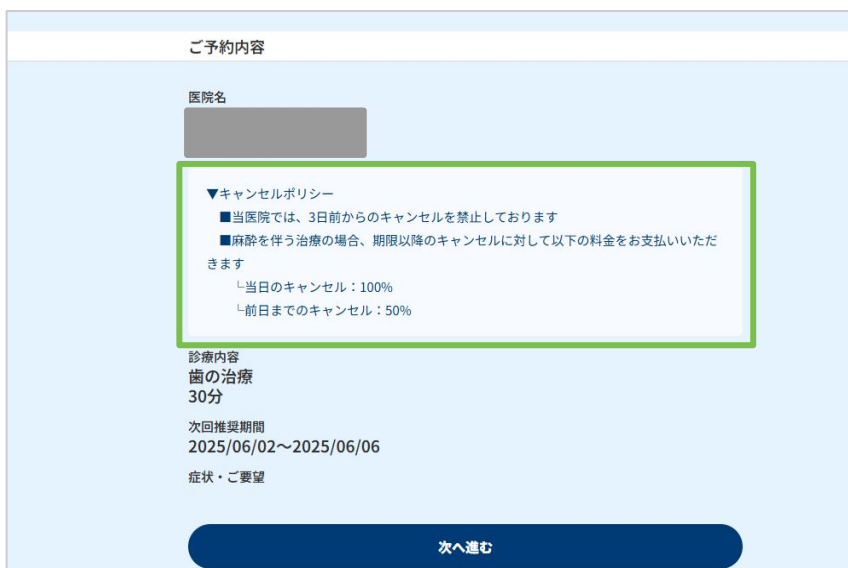 ご予約内容
医院名
▼キャンセルポリシー
■当医院では、3日前からのキャンセルを禁止しております
■麻酔を伴う治療の場合、期限以降のキャンセルに対して以下の料金をお支払いいただ
きます
└当日のキャンセル：100%
└前日までのキャンセル：50%
診療内容
歯の治療
30分
次回推奨期間
2025/06/02～2025/06/06
症状・ご要望
次へ進む